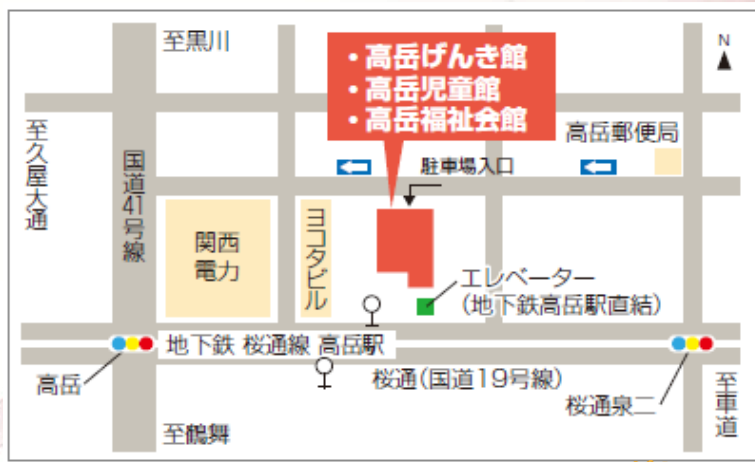 至黒川
・高岳げんき館
・高岳児童館
・高岳福祉会館
N
高岳郵便局
至久屋大通
国道41号線
駐車場入口
関西
電力
ヨコタビル
エレベーター
(地下鉄高岳駅直結)
地下鉄 桜通線 高岳駅
高岳
桜通(国道19号線)
桜通泉二
至車道
至鶴舞